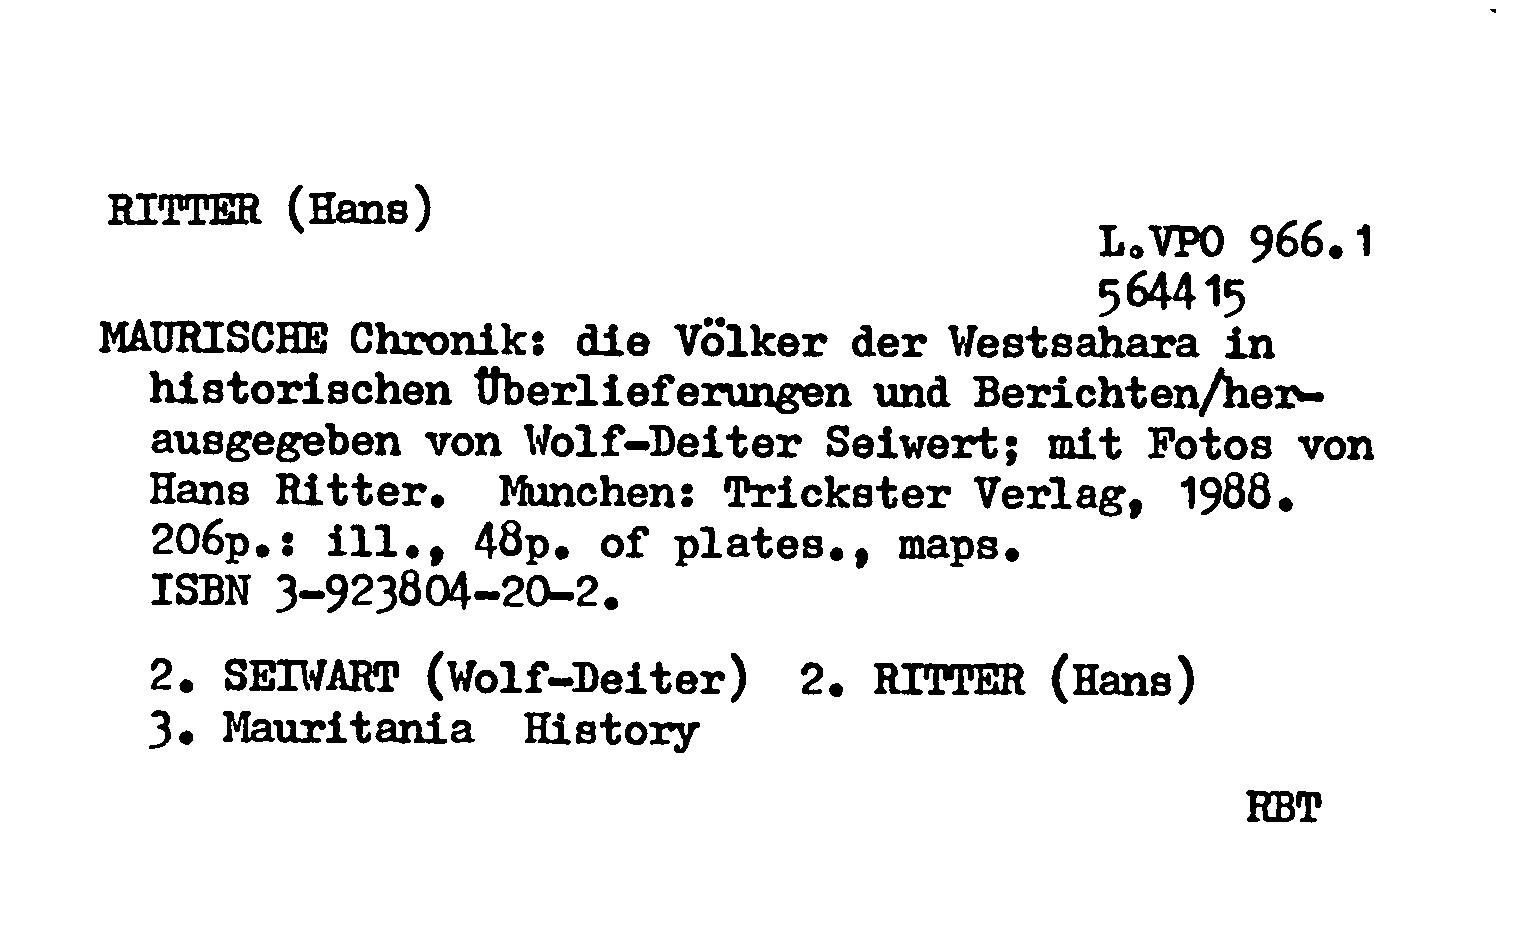 RITTER (Hans)
L.VPO 966.1
564415
MAURISCHE Chronik: die Völker der Westsahara in
historischen Überlieferungen und Berichten/her-
ausgegeben von Wolf-Deiter Seiwert; mit Fotos von
Hans Ritter. Munchen: Trickster Verlag, 1988.
206p.: ill., 48p. of plates., maps.
ISBN 3-923804-20-2.
2. SEIWART (Wolf-Deiter) 2. RITTER (Hans)
3. Mauritania History
RBT